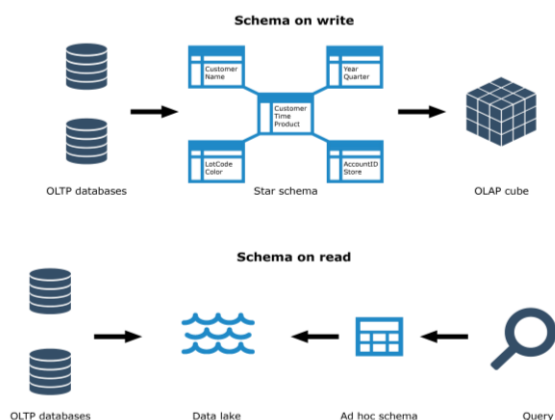 Schema on write
Customer
Name
Year
Quarter
Customer
Time
Product
LotCode
Color
AccountID
Store
OLTP databases
Star schema
OLAP cube
Schema on read
OLTP databases
Data lake
Ad hoc schema
Query